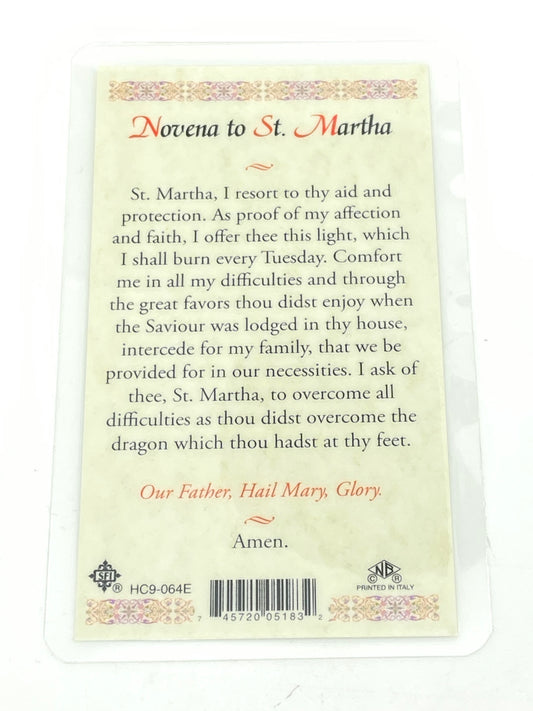 Novena to St. Martha
St. Martha, I resort to thy aid and
protection. As proof of my affection
and faith, I offer thee this light, which
I shall burn every Tuesday. Comfort
me in all my difficulties and through
the great favors thou didst enjoy when
the Saviour was lodged in thy house,
intercede for my family, that we be
provided for in our necessities. I ask of
thee, St. Martha, to overcome all
difficulties as thou didst overcome the
dragon which thou hadst at thy feet.
Our Father, Hail Mary, Glory.
Amen.
SFI ® HC9-064E
7 45720 05183 2
NB
C R
PRINTED IN ITALY